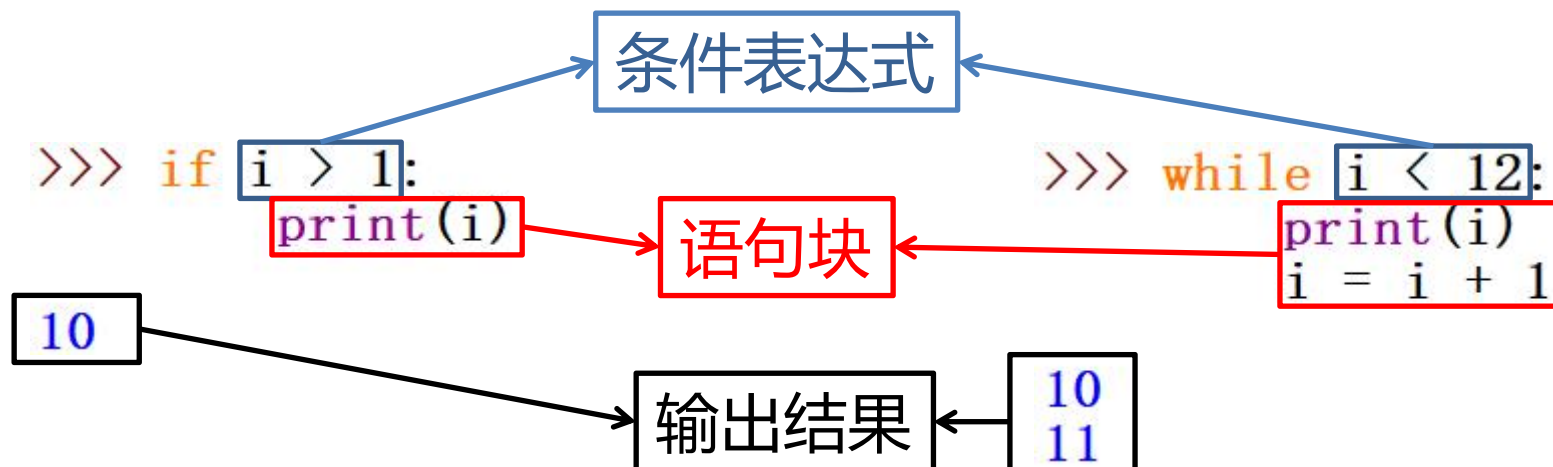 条件表达式
>>> if i > 1:
print(i)
>>> while i < 12:
print(i)
i = i + 1
语句块
10
输出结果
10
11